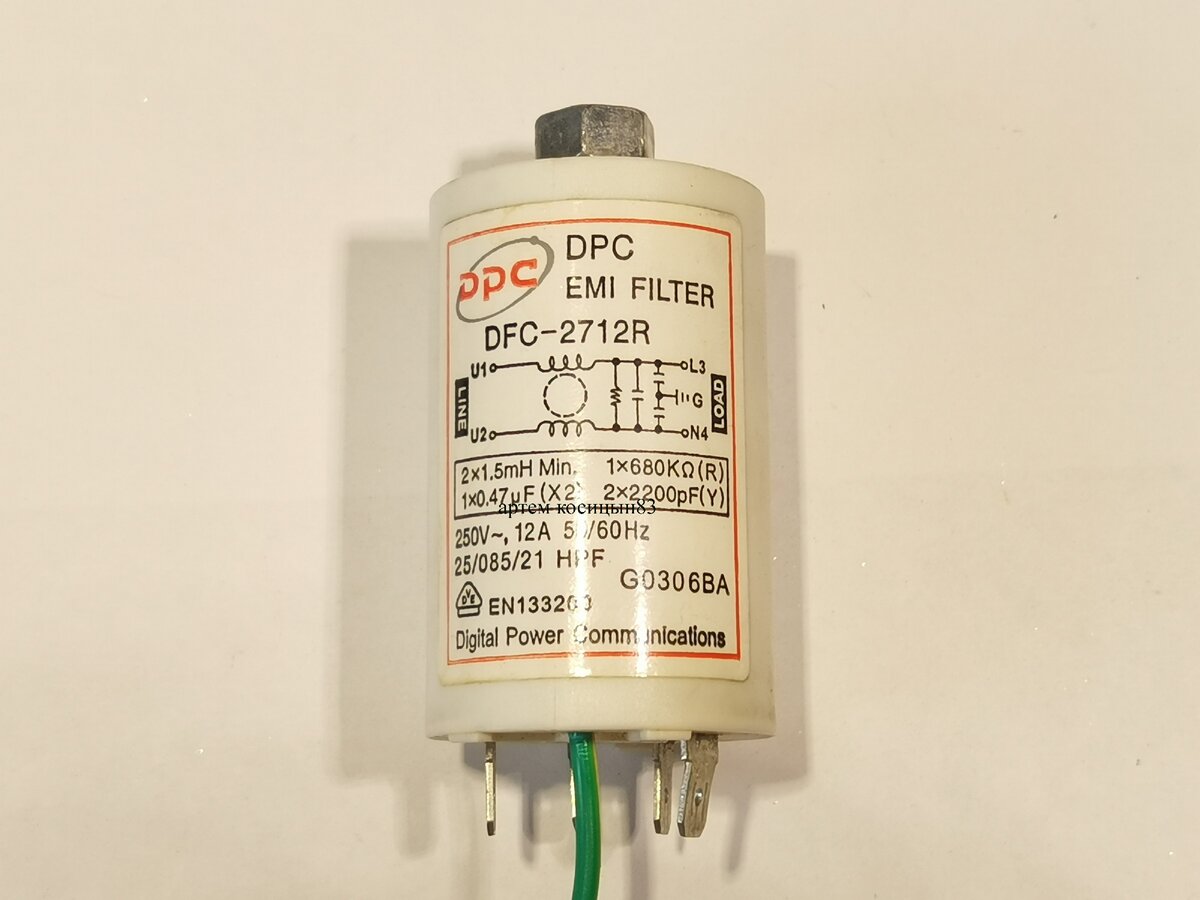 DPC
DPC
EMI FILTER
DFC-2712R
U1 L3
LINE G LOAD
U2 N4
2×1.5mH Min. 1×680KΩ(R)
1×0.47µF(X2) 2×2200pF(Y)
артем косицын83
250V~, 12A 50/60Hz
25/085/21 HPF
G0306BA
VDE EN133200
Digital Power Communications